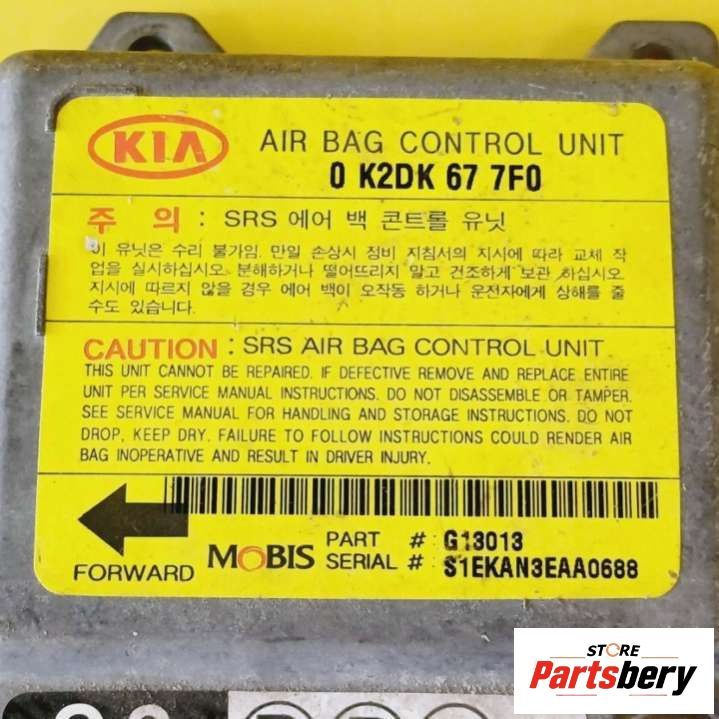 KIA AIR BAG CONTROL UNIT
0 K2DK 67 7F0
주 의 : SRS 에어 백 콘트롤 유닛
이 유닛은 수리 불가임. 만일 손상시 정비 지침서의 지시에 따라 교체 작
업을 실시하십시오. 분해하거나 떨어뜨리지 말고 건조하게 보관 하십시오.
지시에 따르지 않을 경우 에어 백이 오작동 하거나 운전자에게 상해를 줄
수도 있습니다.
CAUTION : SRS AIR BAG CONTROL UNIT
THIS UNIT CANNOT BE REPAIRED. IF DEFECTIVE REMOVE AND REPLACE ENTIRE
UNIT PER SERVICE MANUAL INSTRUCTIONS. DO NOT DISASSEMBLE OR TAMPER.
SEE SERVICE MANUAL FOR HANDLING AND STORAGE INSTRUCTIONS. DO NOT
DROP, KEEP DRY. FAILURE TO FOLLOW INSTRUCTIONS COULD RENDER AIR
BAG INOPERATIVE AND RESULT IN DRIVER INJURY.
FORWARD
MOBIS
PART # : G13013
SERIAL # : S1EKAN3EAA0688
STORE
Partsbery